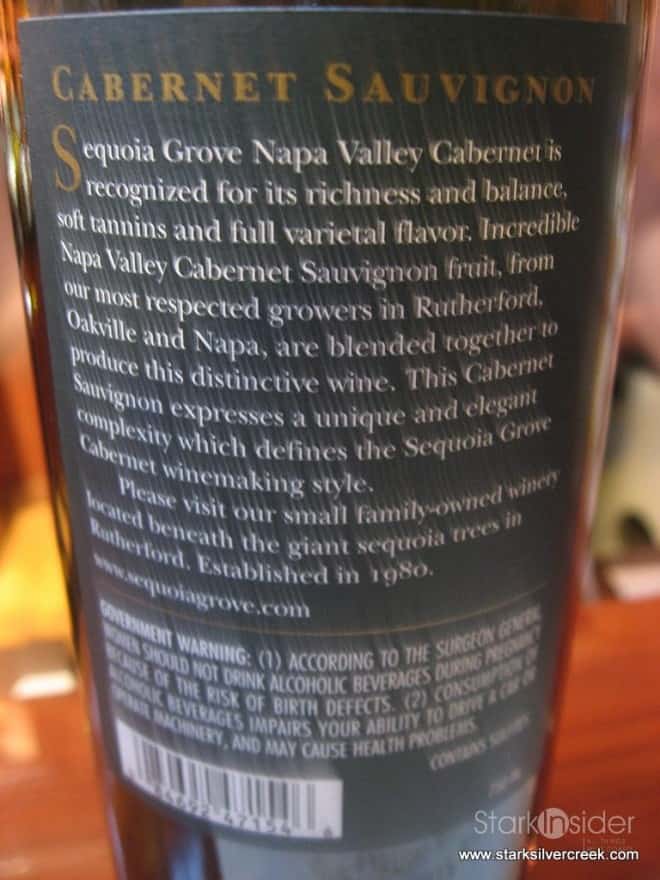 CABERNET SAUVIGNON
Sequoia Grove Napa Valley Cabernet is
recognized for its richness and balance,
soft tannins and full varietal flavor. Incredible
Napa Valley Cabernet Sauvignon fruit, from
our most respected growers in Rutherford,
Oakville and Napa, are blended together to
produce this distinctive wine. This Cabernet
Sauvignon expresses a unique and elegant
complexity which defines the Sequoia Grove
Cabernet winemaking style.
Please visit our small family-owned winery
located beneath the giant sequoia trees in
Rutherford. Established in 1980.
www.sequoiagrove.com
GOVERNMENT WARNING: (1) ACCORDING TO THE SURGEON GENERAL
WOMEN SHOULD NOT DRINK ALCOHOLIC BEVERAGES DURING PREGNANCY
BECAUSE OF THE RISK OF BIRTH DEFECTS. (2) CONSUMPTION OF
ALCOHOLIC BEVERAGES IMPAIRS YOUR ABILITY TO DRIVE A CAR OR
OPERATE MACHINERY, AND MAY CAUSE HEALTH PROBLEMS.
CONTAINS SULFITES
StarkInsider
www.starksilvercreek.com